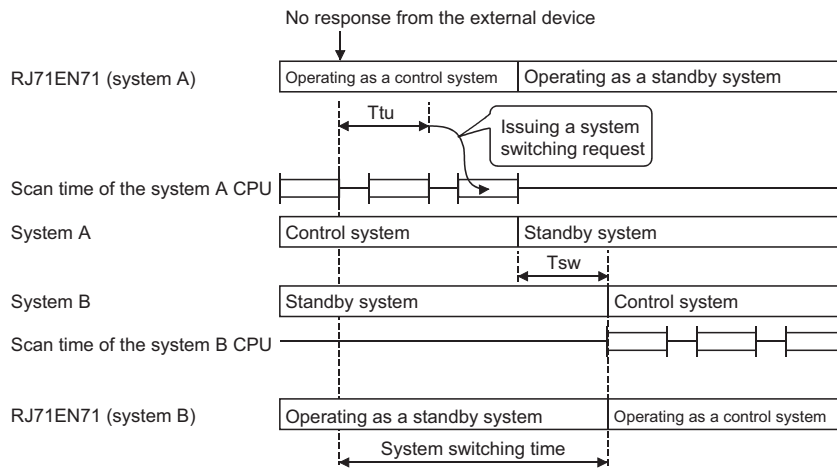 No response from the external device
RJ71EN71 (system A)
Operating as a control system
Operating as a standby system
Ttu
Issuing a system
switching request
Scan time of the system A CPU
System A
Control system
Standby system
Tsw
System B
Standby system
Control system
Scan time of the system B CPU
RJ71EN71 (system B)
Operating as a standby system
Operating as a control system
System switching time